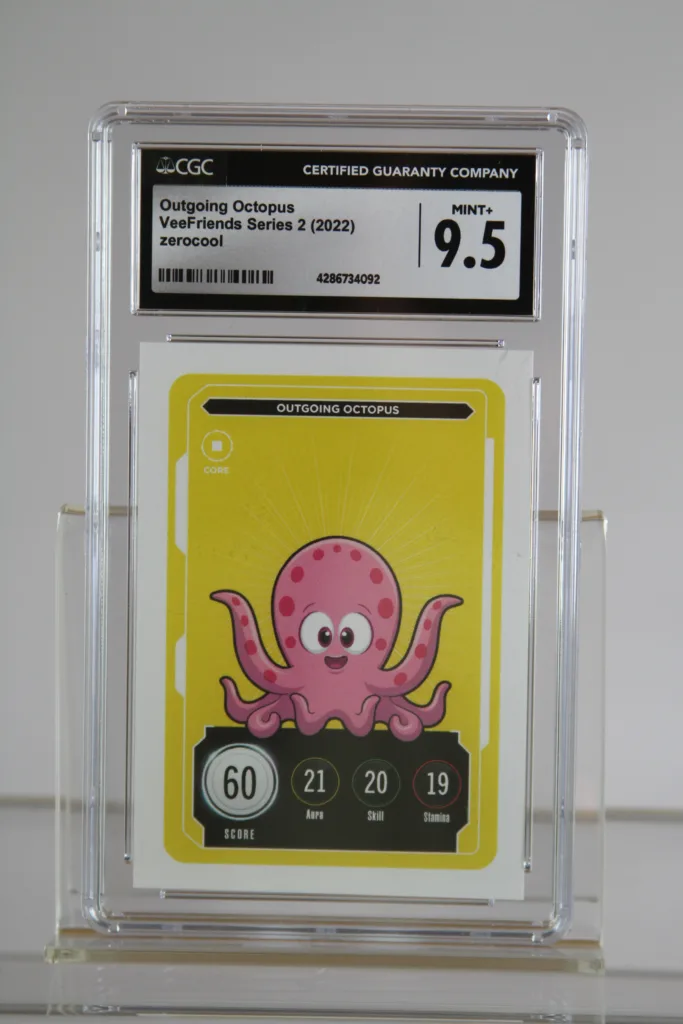 CGC
CERTIFIED GUARANTY COMPANY
Outgoing Octopus
VeeFriends Series 2 (2022)
zerocool
MINT+
9.5
4286734092
OUTGOING OCTOPUS
CORE
60
21
20
19
SCORE
Aura
Skill
Stamina